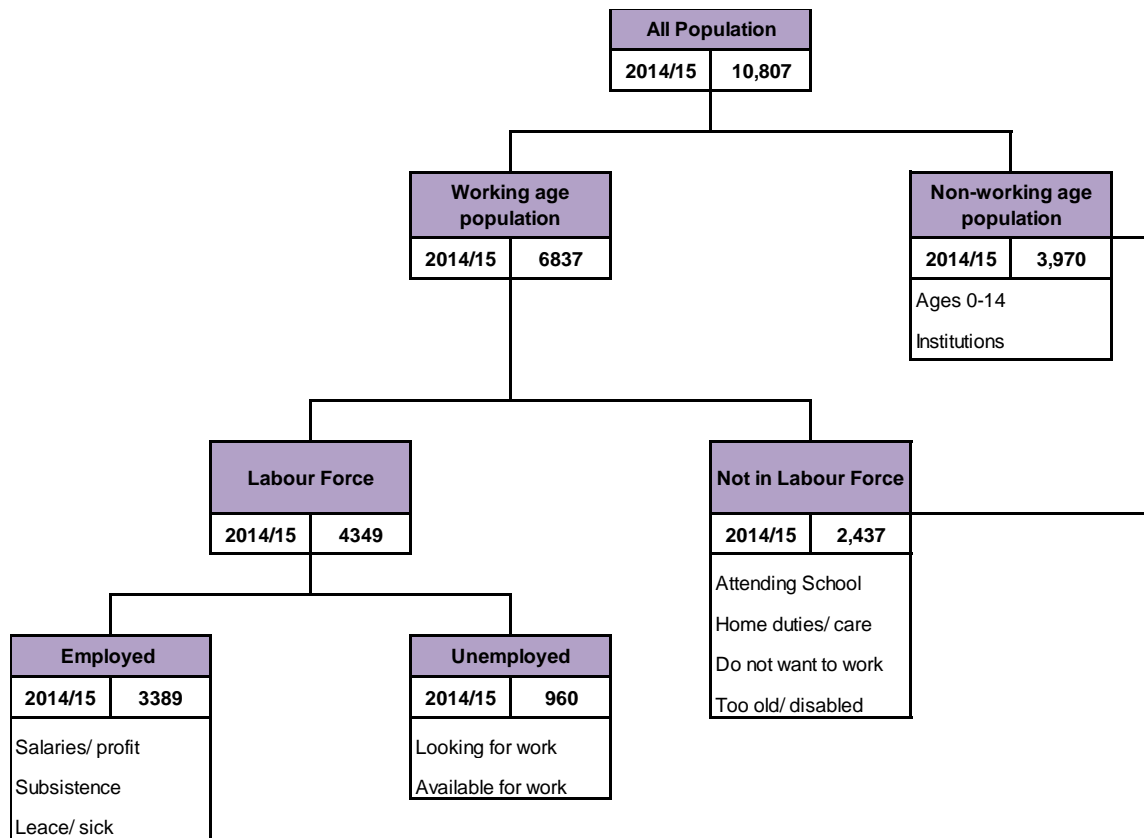 All Population
2014/15 10,807
Working age
population
2014/15 6837
Non-working age
population
2014/15 3,970
Ages 0-14
Institutions
Labour Force
2014/15 4349
Not in Labour Force
2014/15 2,437
Attending School
Home duties/ care
Do not want to work
Too old/ disabled
Employed
2014/15 3389
Salaries/ profit
Subsistence
Leace/ sick
Unemployed
2014/15 960
Looking for work
Available for work